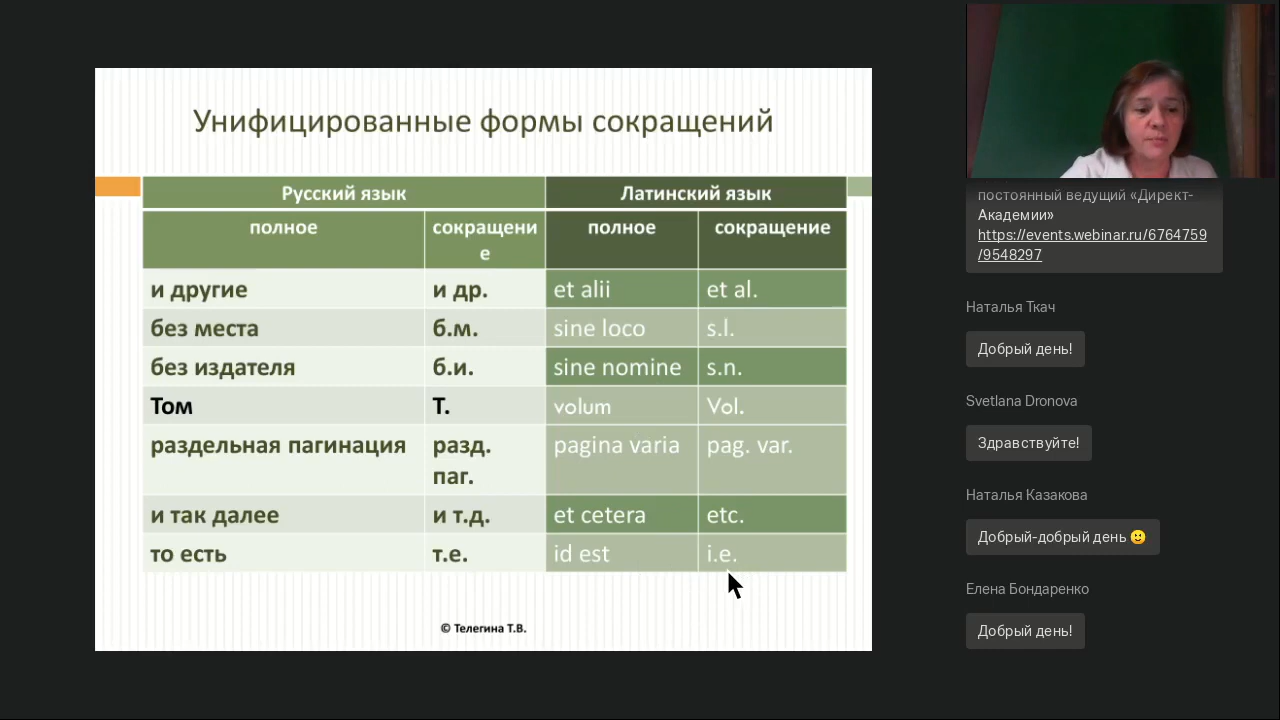 Унифицированные формы сокращений
Русский язык Латинский язык
полное сокращени полное сокращение
е
и другие и др. et alii et al.
без места б.м. sine loco s.l.
без издателя б.и. sine nomine s.n.
Том Т. volum Vol.
раздельная пагинация разд. pagina varia pag. var.
паг.
и так далее и т.д. et cetera etc.
то есть т.е. id est i.e.
© Телегина Т.В.
постоянный ведущий «Директ-
Академии»
https://events.webinar.ru/6764759
/9548297
Наталья Ткач
Добрый день!
Svetlana Dronova
Здравствуйте!
Наталья Казакова
Добрый-добрый день 🙂
Елена Бондаренко
Добрый день!